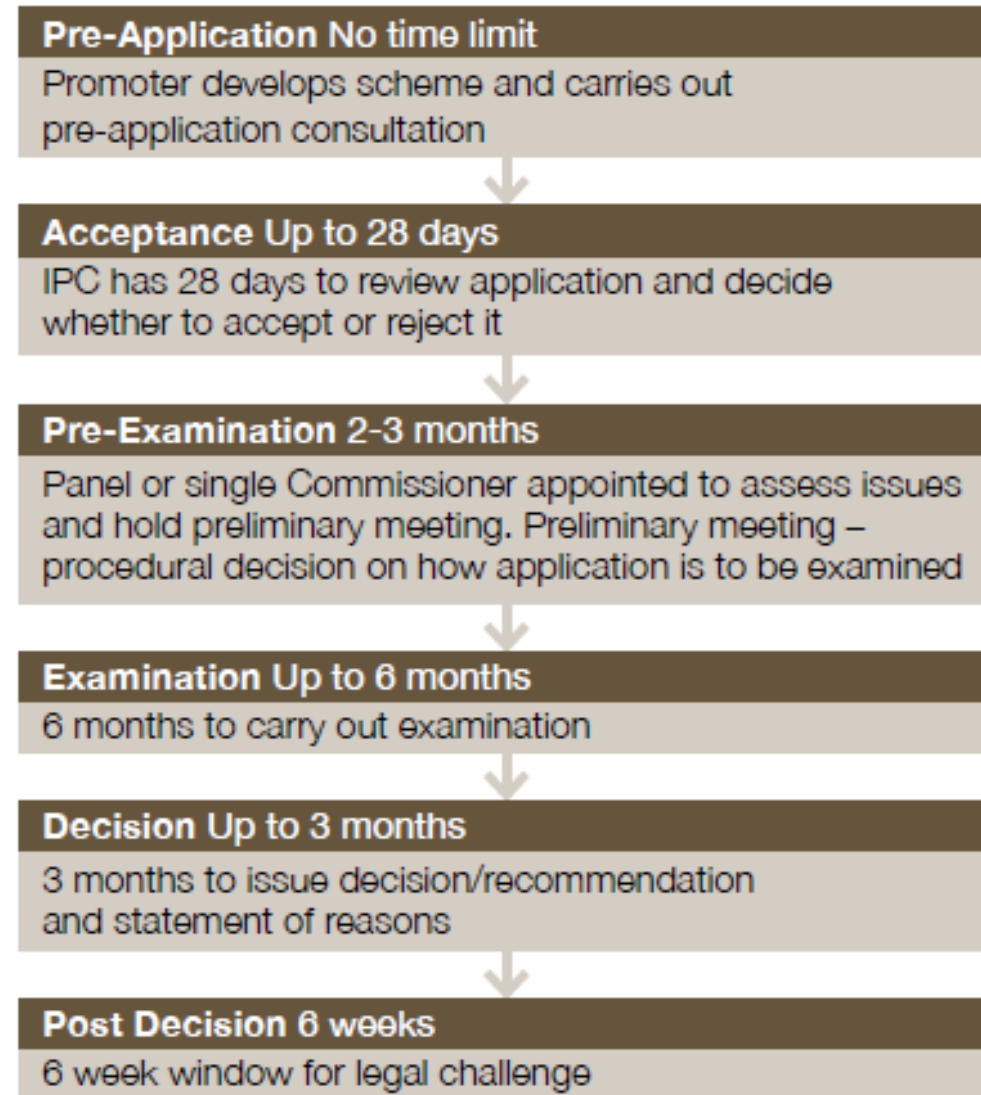 Pre-Application No time limit
Promoter develops scheme and carries out
pre-application consultation
Acceptance Up to 28 days
IPC has 28 days to review application and decide
whether to accept or reject it
Pre-Examination 2-3 months
Panel or single Commissioner appointed to assess issues
and hold preliminary meeting. Preliminary meeting –
procedural decision on how application is to be examined
Examination Up to 6 months
6 months to carry out examination
Decision Up to 3 months
3 months to issue decision/recommendation
and statement of reasons
Post Decision 6 weeks
6 week window for legal challenge